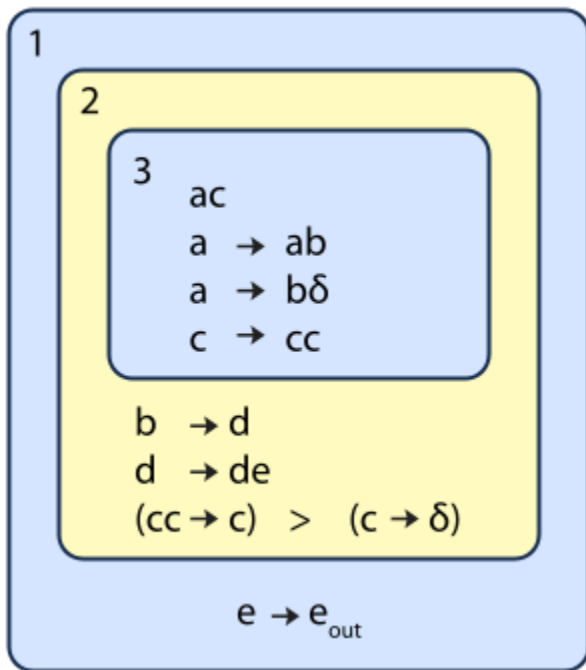 1
2
3
ac
a → ab
a → bδ
c → cc
b → d
d → de
(cc → c) > (c → δ)
e → e_out